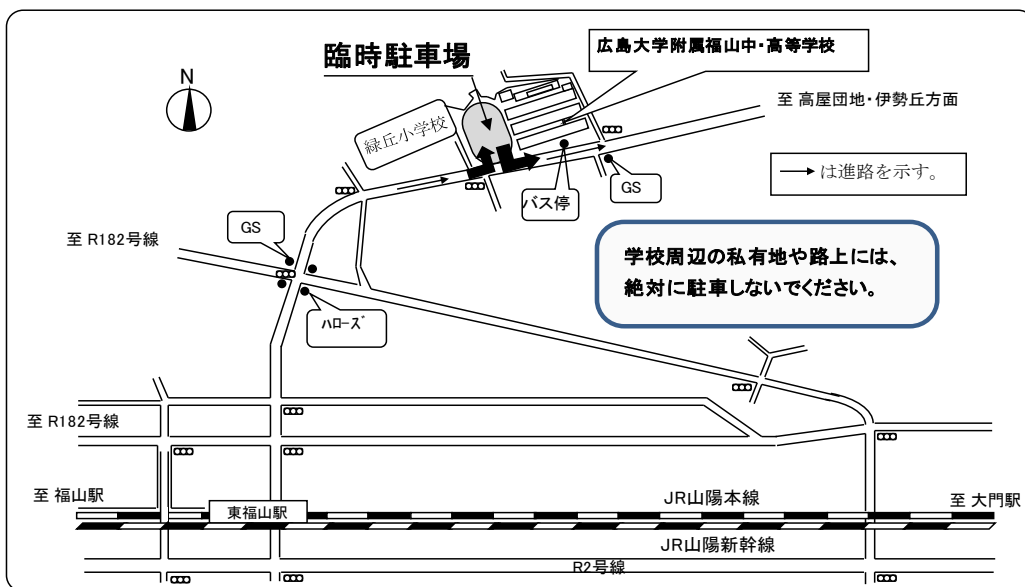 広島大学附属福山中・高等学校
臨時駐車場
N
至 高屋団地・伊勢丘方面
緑丘小学校
→ は進路を示す。
バス停
GS
GS
至 R182号線
学校周辺の私有地や路上には、
絶対に駐車しないでください。
ハローズ
至 R182号線
至 福山駅
東福山駅
JR山陽本線
至 大門駅
JR山陽新幹線
R2号線